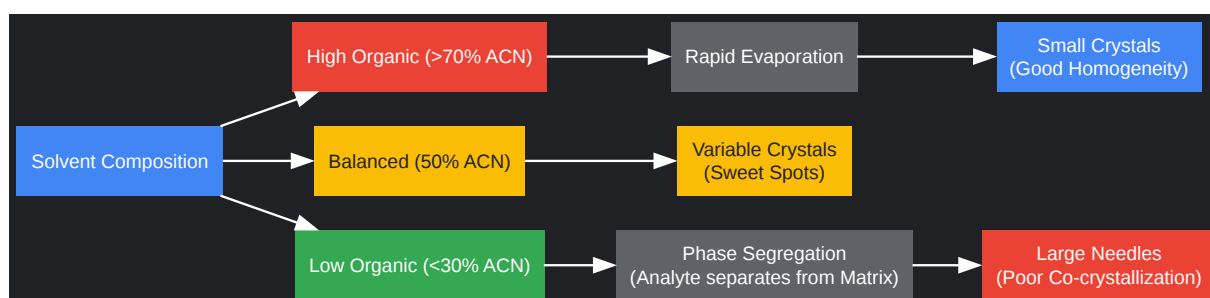 High Organic (>70% ACN)
Rapid Evaporation
Small Crystals
(Good Homogeneity)
Solvent Composition
Balanced (50% ACN)
Variable Crystals
(Sweet Spots)
Low Organic (<30% ACN)
Phase Segregation
(Analyte separates from Matrix)
Large Needles
(Poor Co-crystallization)